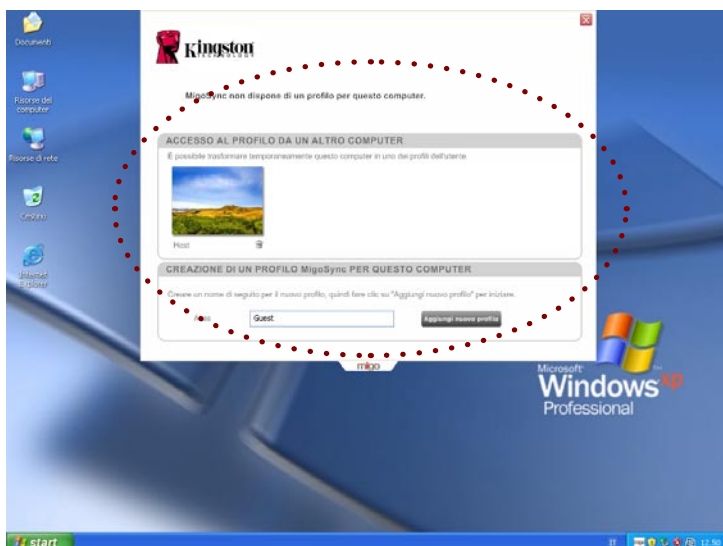 Documenti
Risorse del
computer
Risorse di rete
Cestino
Internet
Explorer
Kingston
TECHNOLOGY
MigoSync non dispone di un profilo per questo computer.
ACCESSO AL PROFILO DA UN ALTRO COMPUTER
È possibile trasformare temporaneamente questo computer in uno dei profili dell'utente.
Host
CREAZIONE DI UN PROFILO MigoSync PER QUESTO COMPUTER
Creare un nome di seguito per il nuovo profilo, quindi fare clic su "Aggiungi nuovo profilo" per iniziare.
Guest
Aggiungi nuovo profilo
migo
Microsoft
Windows xp
Professional
start
IT
12.50